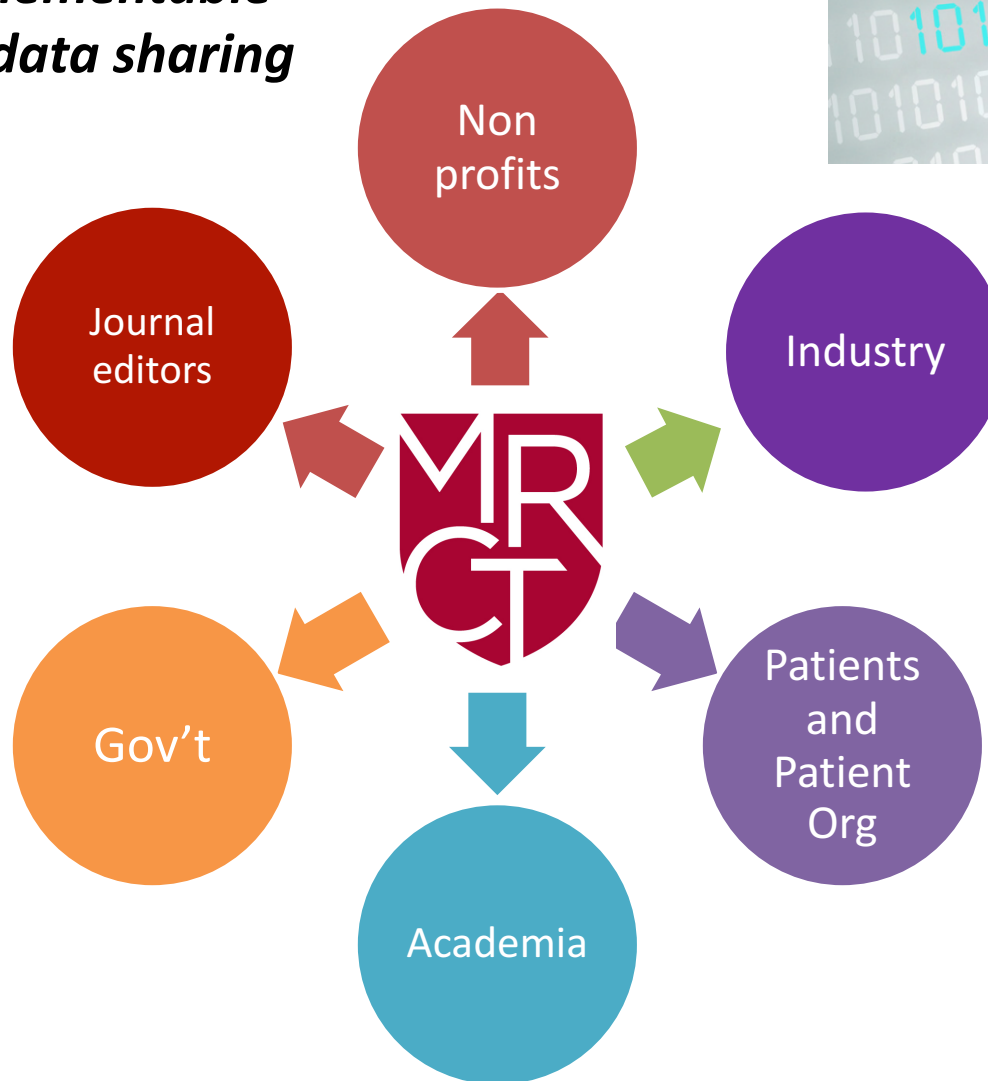 data sharing
Non
profits
Journal
editors
Industry
MR
CT
Gov't
Patients
and
Patient
Org
Academia